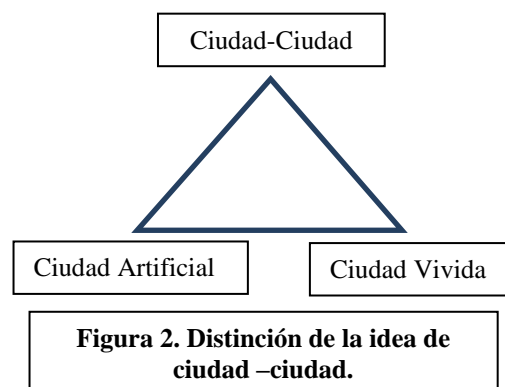 Ciudad-Ciudad
Ciudad Artificial
Ciudad Vivida
Figura 2. Distinción de la idea de
ciudad –ciudad.